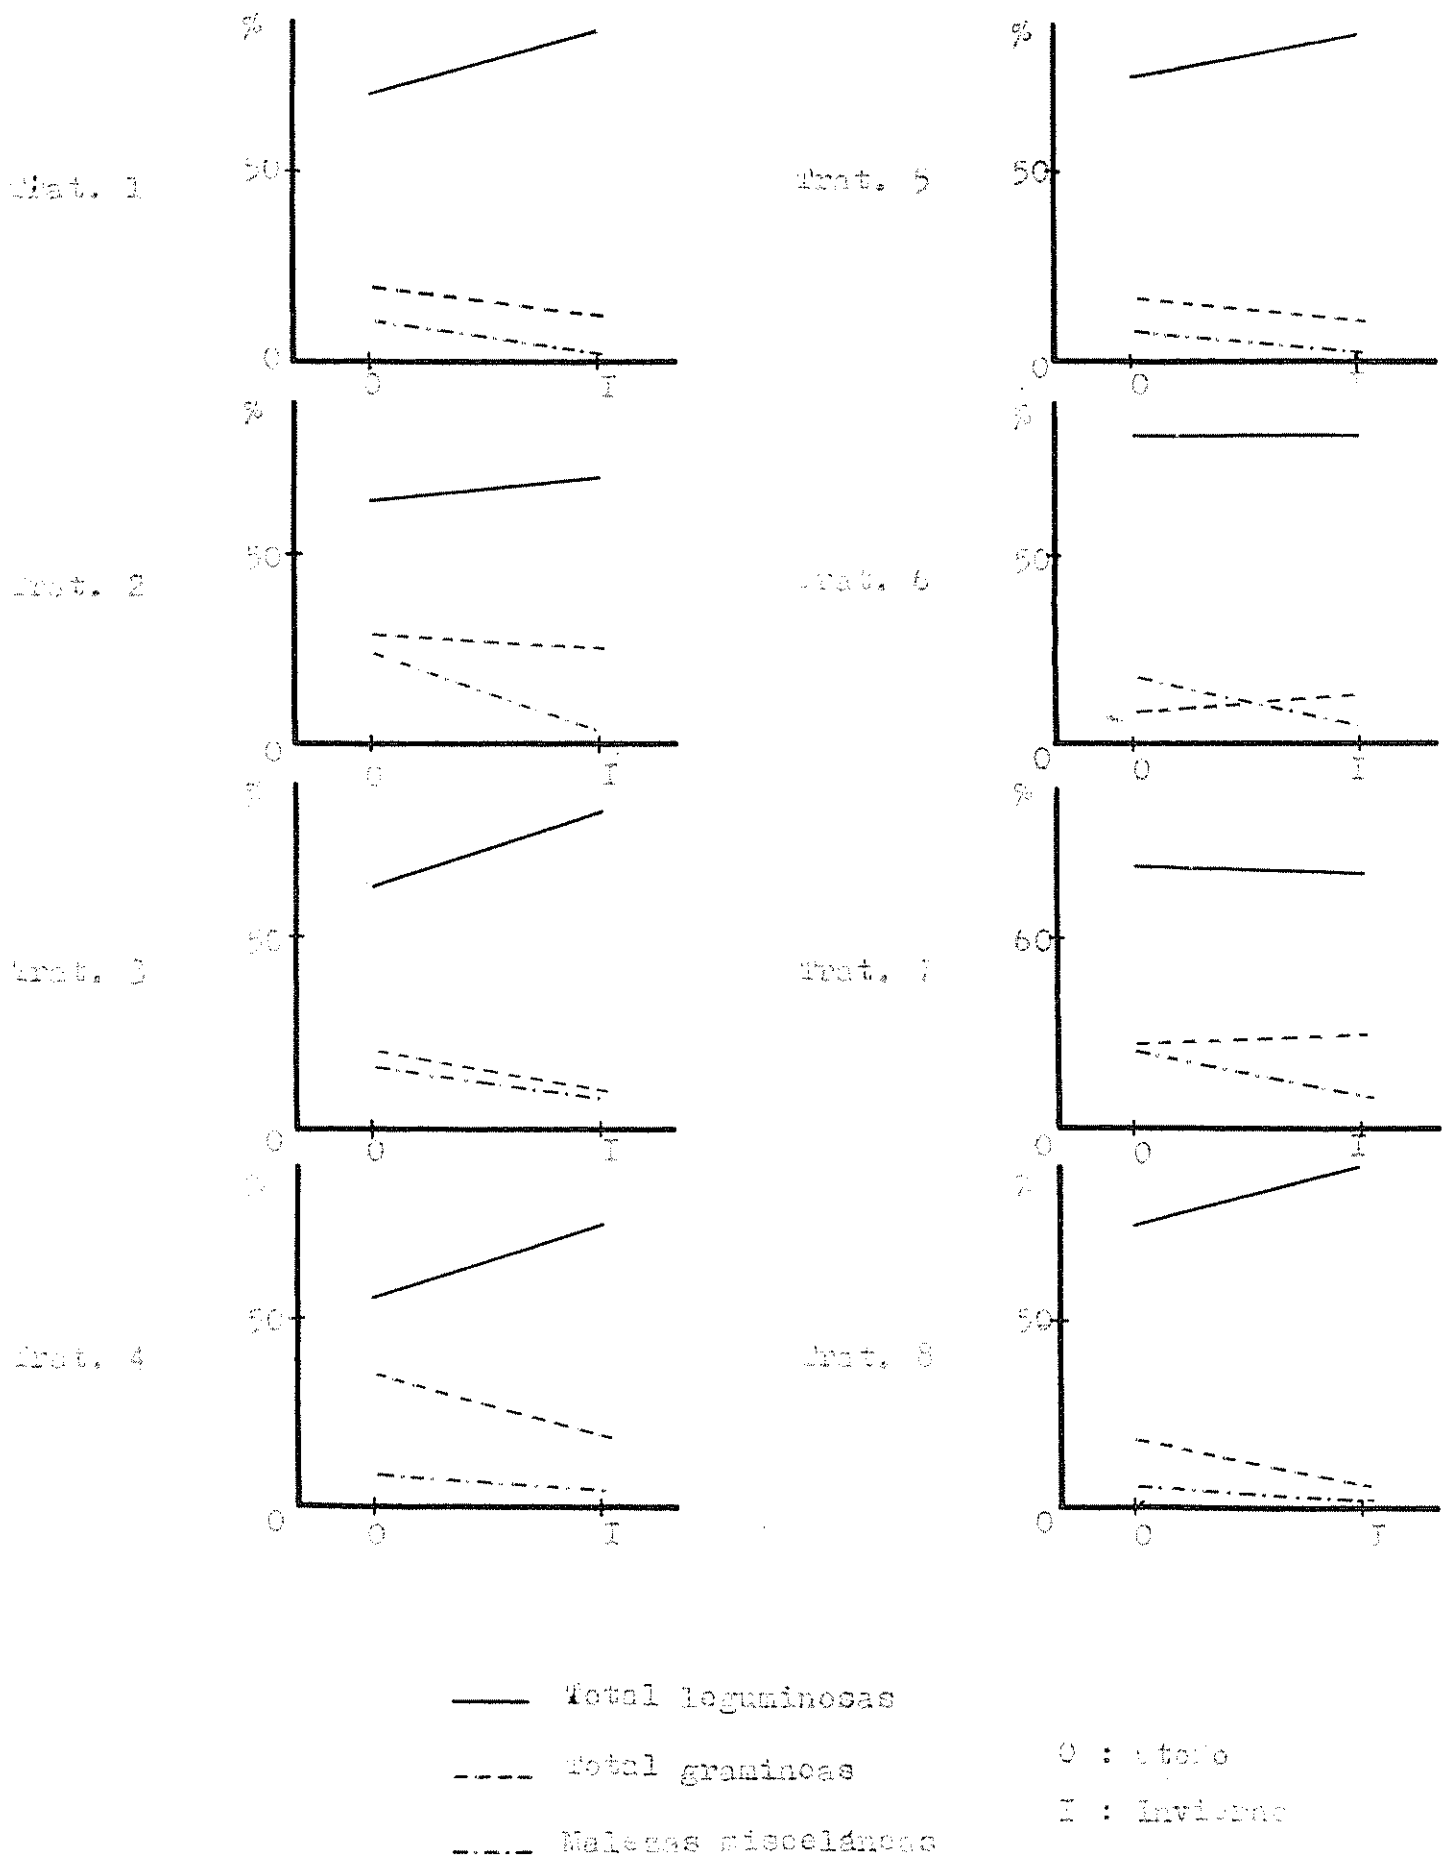 %
50
Trat. 1
0
O
I
%
50
Trat. 5
0
O
I
%
50
Trat. 2
0
O
I
%
50
Trat. 6
0
O
I
%
50
Trat. 3
0
O
I
%
60
Trat. 7
0
O
I
%
50
Trat. 4
0
O
I
%
50
Trat. 8
0
O
I
Total leguminosas
Total gramineas
Malezas misceláneas
O : Otoño
I : Invierno